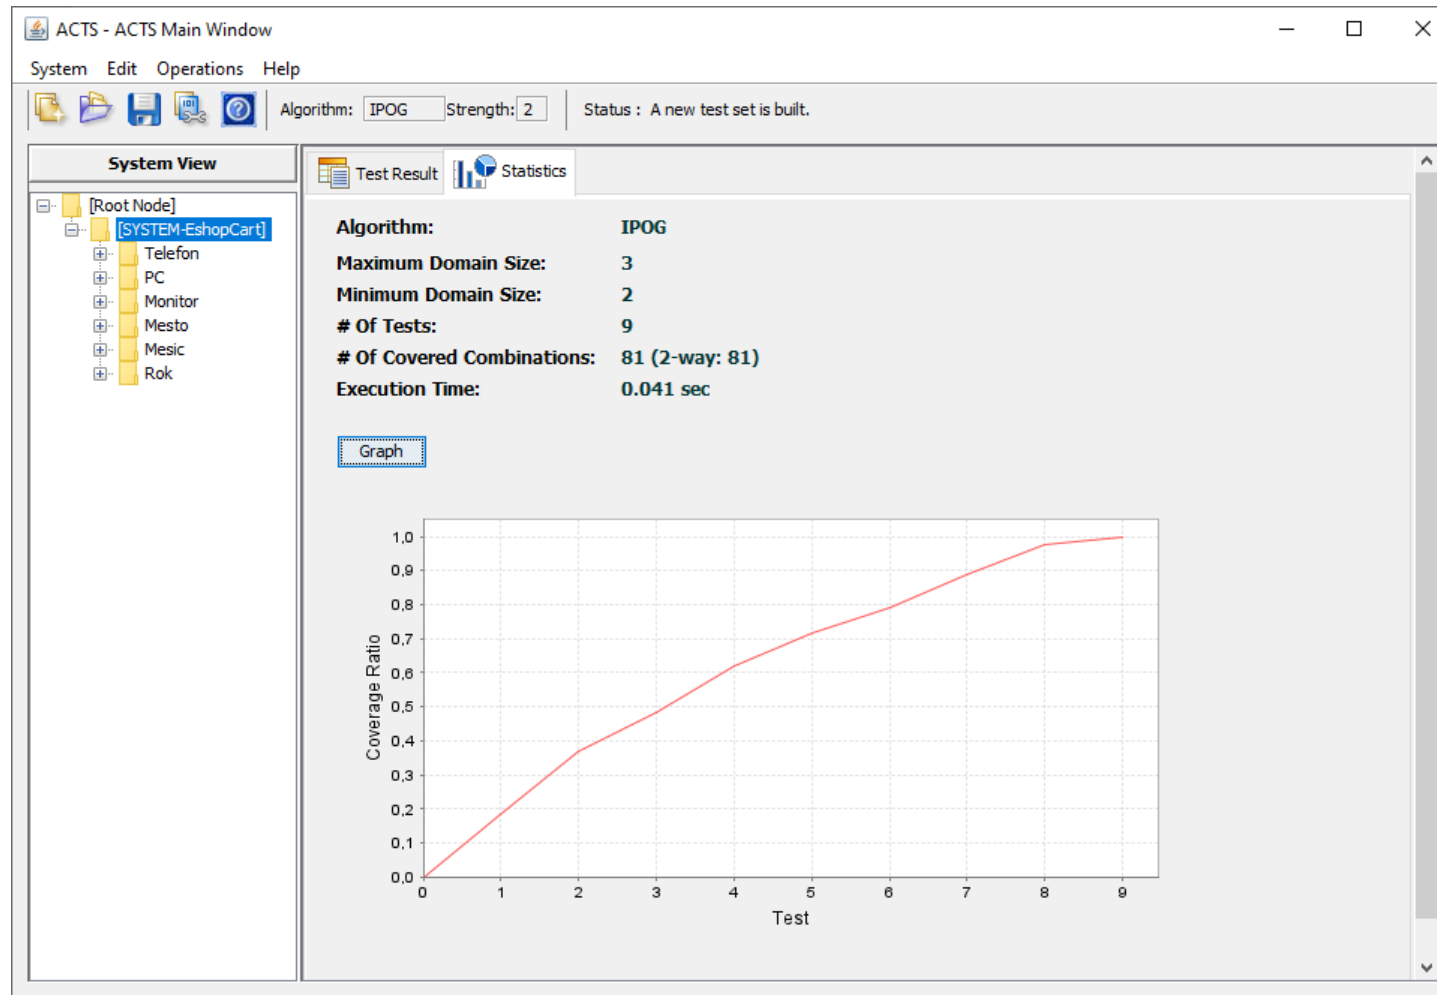 ACTS - ACTS Main Window
System Edit Operations Help
Algorithm: IPOG Strength: 2 Status : A new test set is built.
System View
[Root Node]
[SYSTEM-EshopCart]
Telefon
PC
Monitor
Mesto
Mesic
Rok
Test Result Statistics
Algorithm: IPOG
Maximum Domain Size: 3
Minimum Domain Size: 2
# Of Tests: 9
# Of Covered Combinations: 81 (2-way: 81)
Execution Time: 0.041 sec
Graph
Coverage Ratio
1,0
0,9
0,8
0,7
0,6
0,5
0,4
0,3
0,2
0,1
0,0
0 1 2 3 4 5 6 7 8 9
Test